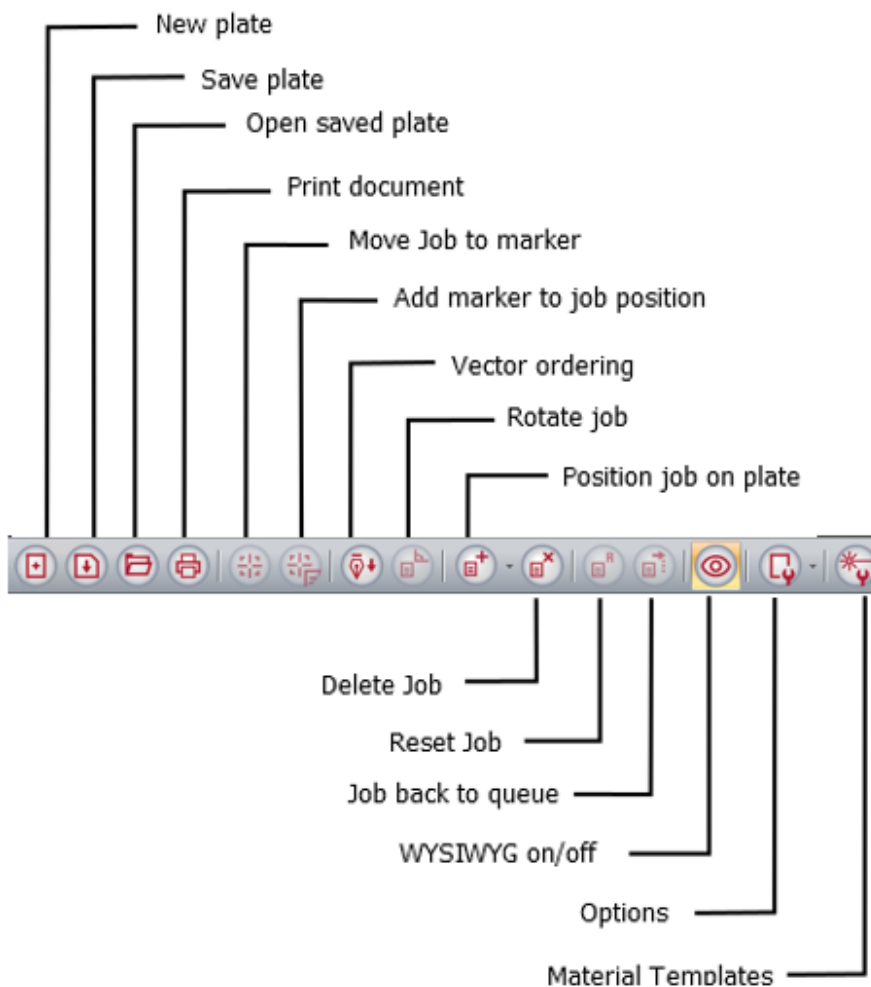 New plate
Save plate
Open saved plate
Print document
Move Job to marker
Add marker to job position
Vector ordering
Rotate job
Position job on plate
Delete Job
Reset Job
Job back to queue
WYSIWYG on/off
Options
Material Templates